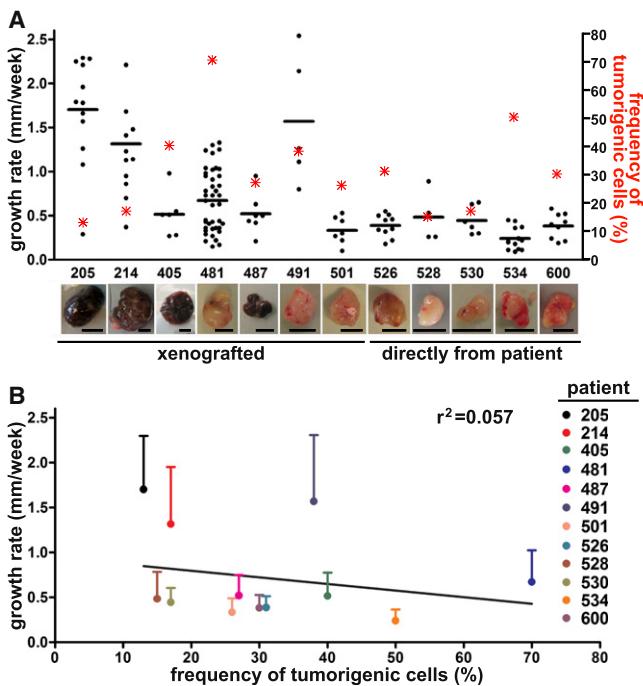 A
growth rate (mm/week)
2.5
2.0
1.5
1.0
0.5
0.0
80
70
60
50
40
30
20
10
0
frequency of
tumorigenic cells (%)
205 214 405 481 487 491 501 526 528 530 534 600
xenografted directly from patient
B
growth rate (mm/week)
2.5
2.0
1.5
1.0
0.5
0.0
0 10 20 30 40 50 60 70 80
frequency of tumorigenic cells (%)
r²=0.057
patient
205
214
405
481
487
491
501
526
528
530
534
600